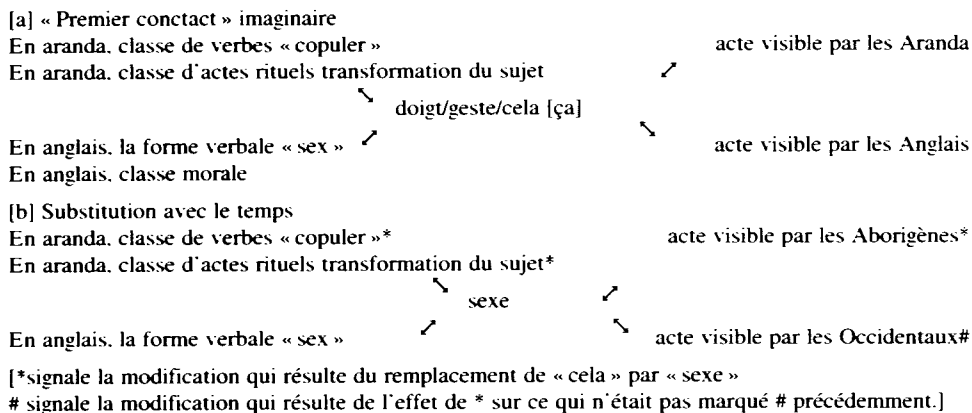 [a] « Premier conctact » imaginaire
En aranda. classe de verbes « copuler » acte visible par les Aranda
En aranda. classe d'actes rituels transformation du sujet ↗
↖ doigt/geste/cela [ça] ↘
En anglais. la forme verbale « sex » ↗ acte visible par les Anglais
En anglais. classe morale
[b] Substitution avec le temps
En aranda. classe de verbes « copuler »* acte visible par les Aborigènes*
En aranda. classe d'actes rituels transformation du sujet*
↖ sexe ↗
En anglais. la forme verbale « sex » ↗ ↘ acte visible par les Occidentaux#
[*signale la modification qui résulte du remplacement de « cela » par « sexe »
# signale la modification qui résulte de l'effet de * sur ce qui n'était pas marqué # précédemment.]